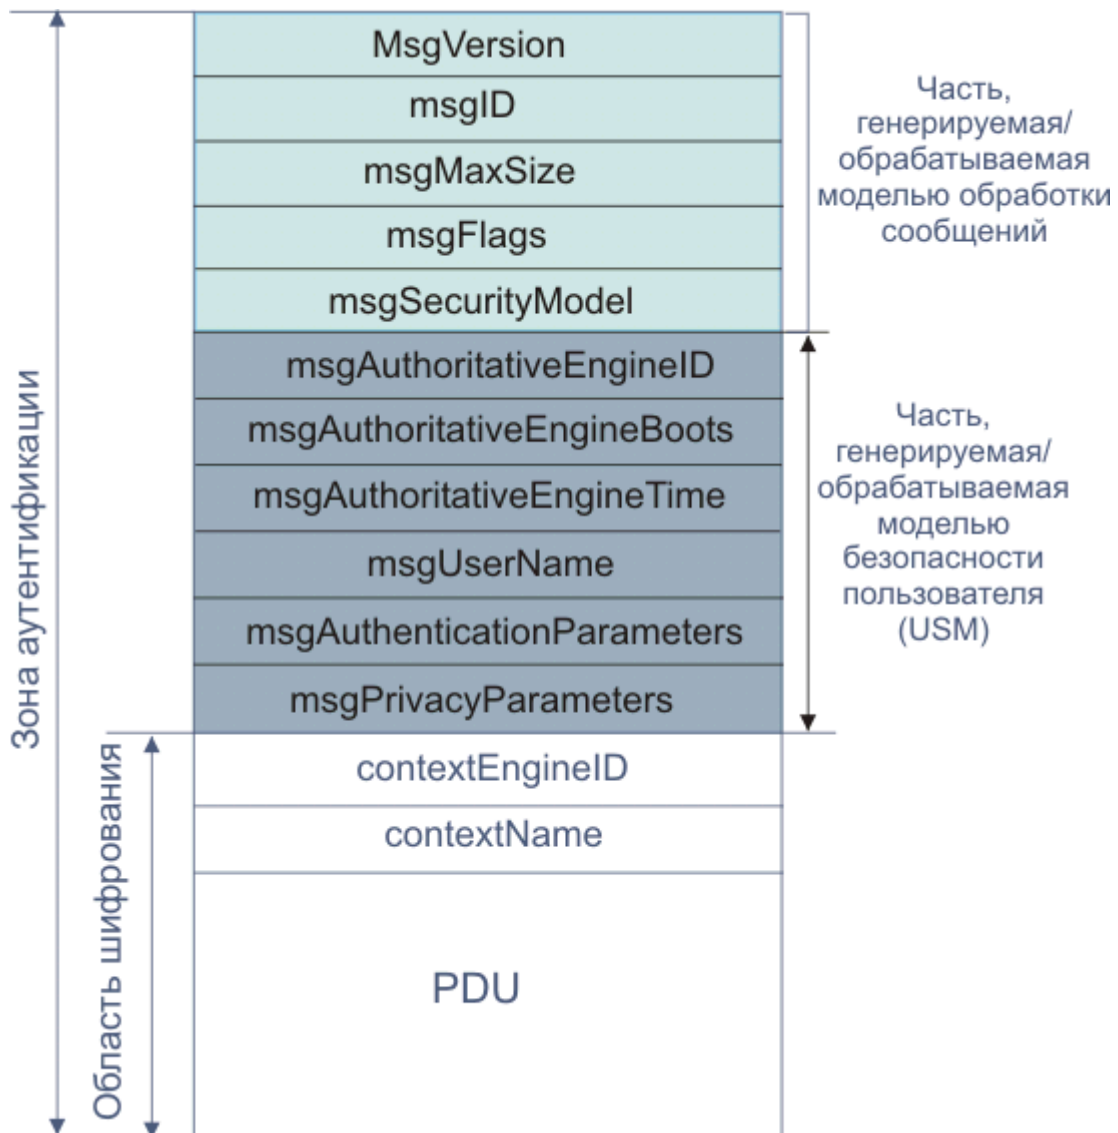 MsgVersion
msgID
msgMaxSize
msgFlags
msgSecurityModel
msgAuthoritativeEngineID
msgAuthoritativeEngineBoots
msgAuthoritativeEngineTime
msgUserName
msgAuthenticationParameters
msgPrivacyParameters
contextEngineID
contextName
PDU
Часть,
генерируемая/
обрабатываемая
моделью обработки
сообщений
Часть,
генерируемая/
обрабатываемая
моделью
безопасности
пользователя
(USM)
Зона аутентификации
Область шифрования